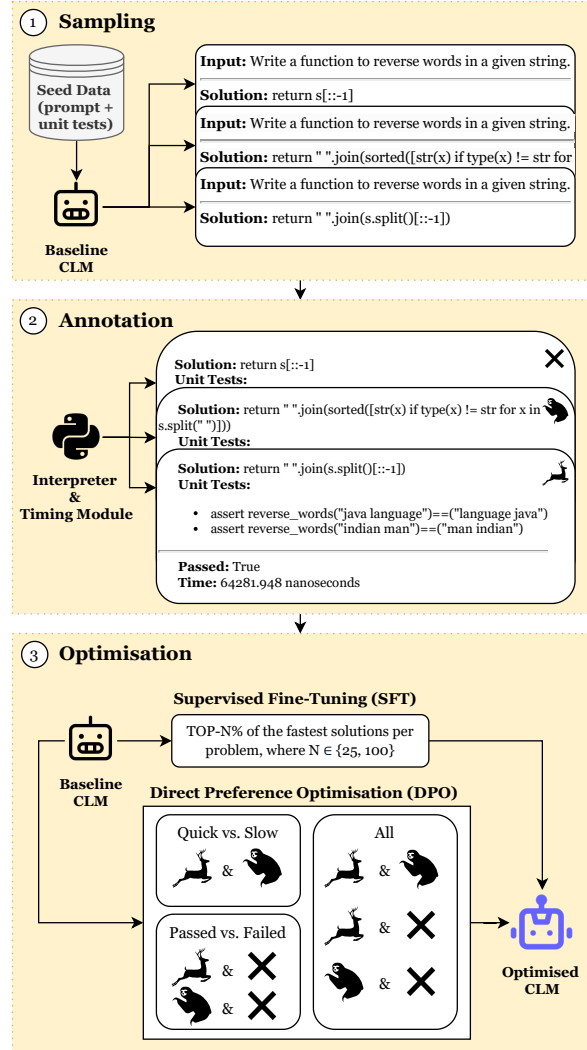 1 Sampling
Seed Data
(prompt +
unit tests)
Baseline
CLM
Input: Write a function to reverse words in a given string.
Solution: return s[::-1]
Input: Write a function to reverse words in a given string.
Solution: return " ".join(sorted([str(x) if type(x) != str for
Input: Write a function to reverse words in a given string.
Solution: return " ".join(s.split()[::-1])
2 Annotation
Interpreter
&
Timing Module
Solution: return s[::-1]
Unit Tests:
Solution: return " ".join(sorted([str(x) if type(x) != str for x in
s.split(" ")]))
Unit Tests:
Solution: return " ".join(s.split()[::-1])
Unit Tests:
• assert reverse_words("java language")==("language java")
• assert reverse_words("indian man")==("man indian")
Passed: True
Time: 64281.948 nanoseconds
3 Optimisation
Supervised Fine-Tuning (SFT)
Baseline
CLM
TOP-N% of the fastest solutions per
problem, where N ∈ {25, 100}
Direct Preference Optimisation (DPO)
Quick vs. Slow
&
Passed vs. Failed
&
&
All
&
&
&
Optimised
CLM